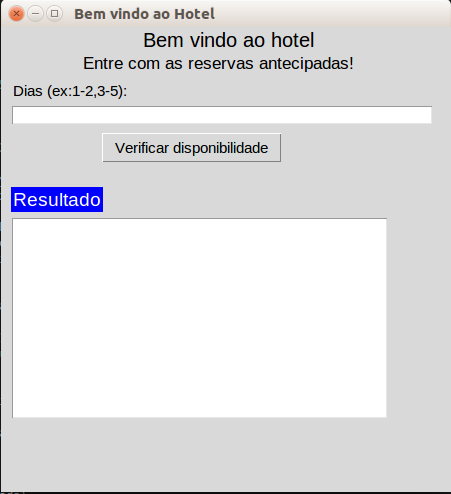 Bem vindo ao Hotel
Bem vindo ao hotel
Entre com as reservas antecipadas!
Dias (ex:1-2,3-5):
Verificar disponibilidade
Resultado